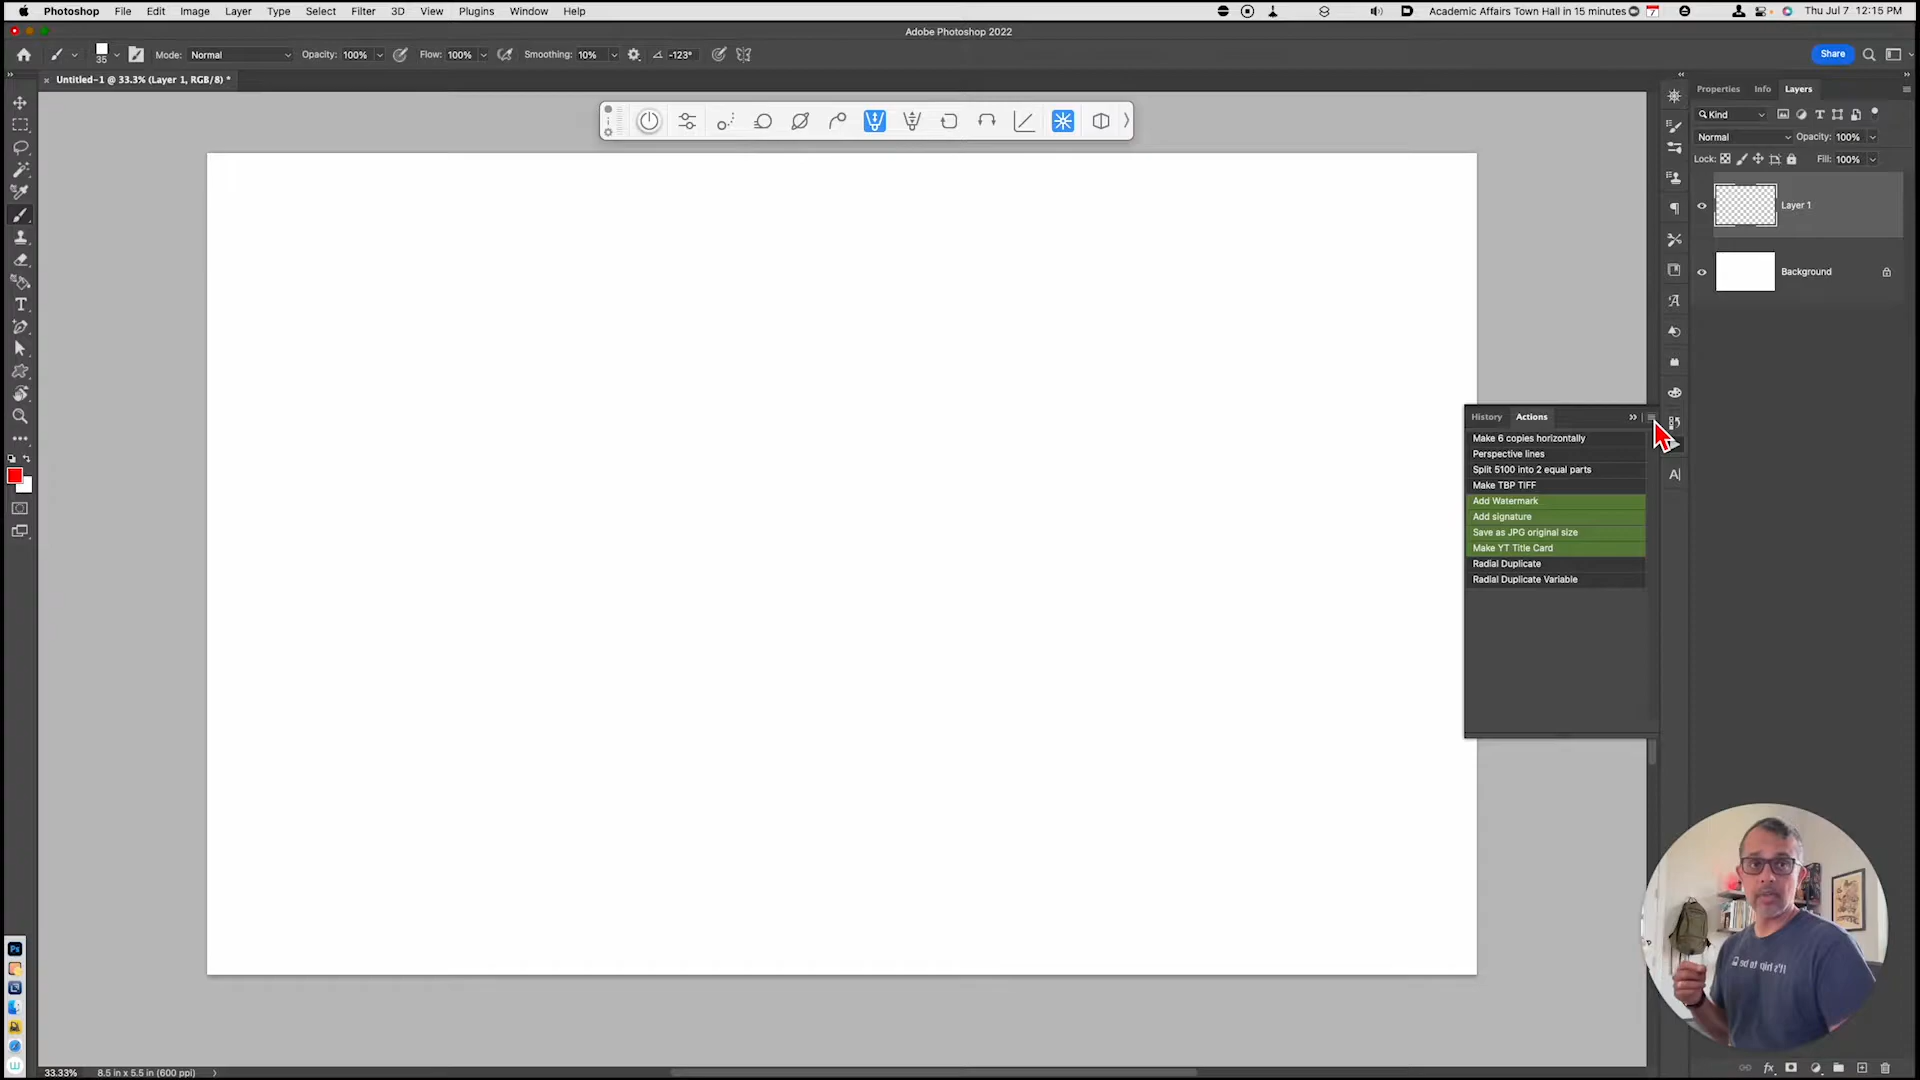 Photoshop File Edit Image Layer Type Select Filter 3D View Plugins Window Help
Academic Affairs Town Hall in 15 minutes
7
Thu Jul 7 12:15 PM
Adobe Photoshop 2022
35
Mode: Normal
Opacity: 100%
Flow: 100%
Smoothing: 10%
-123°
Share
Untitled-1 @ 33.3% (Layer 1, RGB/8) *
Properties Info Layers
Kind
Normal
Opacity: 100%
Lock:
Fill: 100%
Layer 1
Background
History Actions
Make 6 copies horizontally
Perspective lines
Split 5100 into 2 equal parts
Make TBP TIFF
Add Watermark
Add signature
Save as JPG original size
Make YT Title Card
Radial Duplicate
Radial Duplicate Variable
Ps
33.33% 8.5 in x 5.5 in (600 ppi)
fx